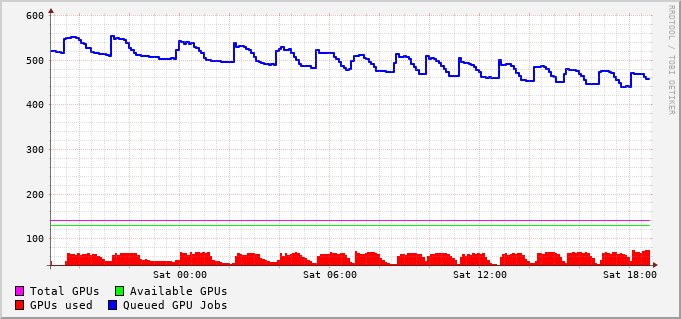 600
500
400
300
200
100
Sat 00:00 Sat 06:00 Sat 12:00 Sat 18:00
Total GPUs Available GPUs
GPUs used Queued GPU Jobs
RRDTOOL / TOBI OETIKER